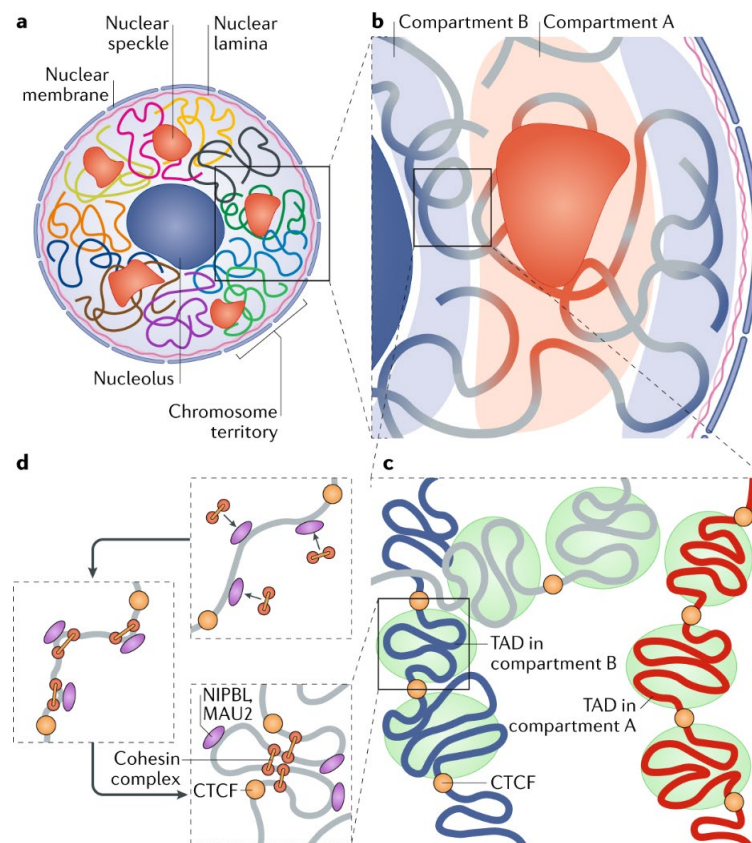 a
Nuclear
speckle
Nuclear
lamina
Nuclear
membrane
Nucleolus
Chromosome
territory
b
Compartment B
Compartment A
d
NIPBL,
MAU2
Cohesin
complex
CTCF
c
TAD in
compartment B
TAD in
compartment A
CTCF